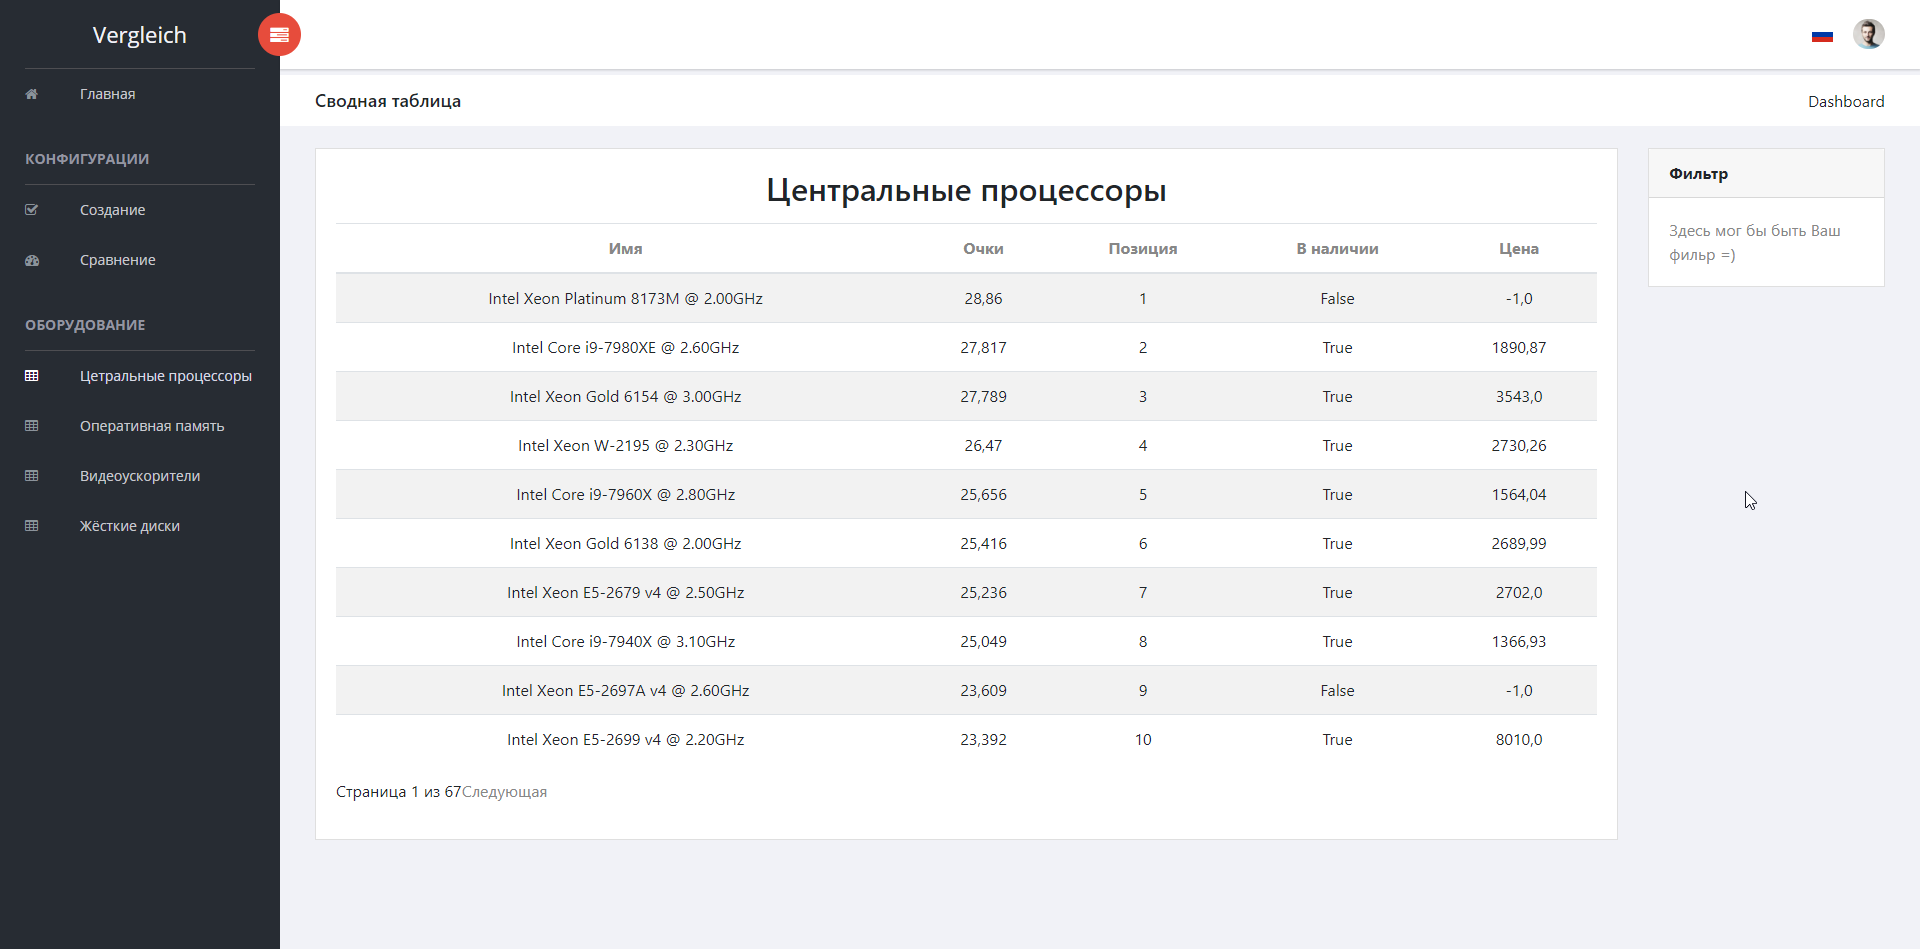 Vergleich
Главная
КОНФИГУРАЦИИ
Создание
Сравнение
ОБОРУДОВАНИЕ
Цетральные процессоры
Оперативная память
Видеоускорители
Жёсткие диски
Сводная таблица
Dashboard
Центральные процессоры
Имя Очки Позиция В наличии Цена
Intel Xeon Platinum 8173M @ 2.00GHz 28,86 1 False -1,0
Intel Core i9-7980XE @ 2.60GHz 27,817 2 True 1890,87
Intel Xeon Gold 6154 @ 3.00GHz 27,789 3 True 3543,0
Intel Xeon W-2195 @ 2.30GHz 26,47 4 True 2730,26
Intel Core i9-7960X @ 2.80GHz 25,656 5 True 1564,04
Intel Xeon Gold 6138 @ 2.00GHz 25,416 6 True 2689,99
Intel Xeon E5-2679 v4 @ 2.50GHz 25,236 7 True 2702,0
Intel Core i9-7940X @ 3.10GHz 25,049 8 True 1366,93
Intel Xeon E5-2697A v4 @ 2.60GHz 23,609 9 False -1,0
Intel Xeon E5-2699 v4 @ 2.20GHz 23,392 10 True 8010,0
Страница 1 из 67Следующая
Фильтр
Здесь мог бы быть Ваш
фильр =)